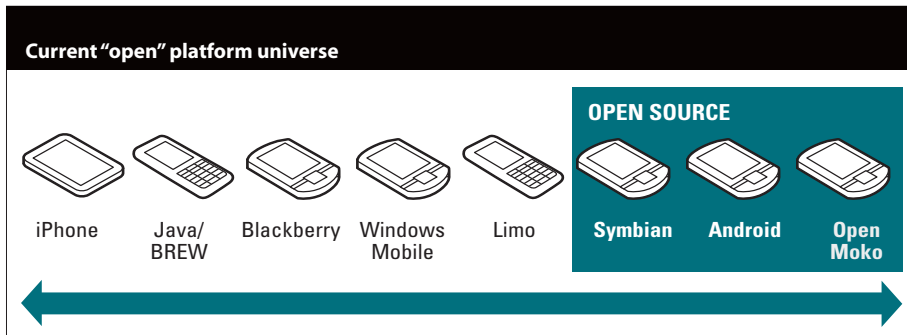 Current “open” platform universe
OPEN SOURCE
iPhone
Java/
BREW
Blackberry
Windows
Mobile
Limo
Symbian
Android
Open
Moko